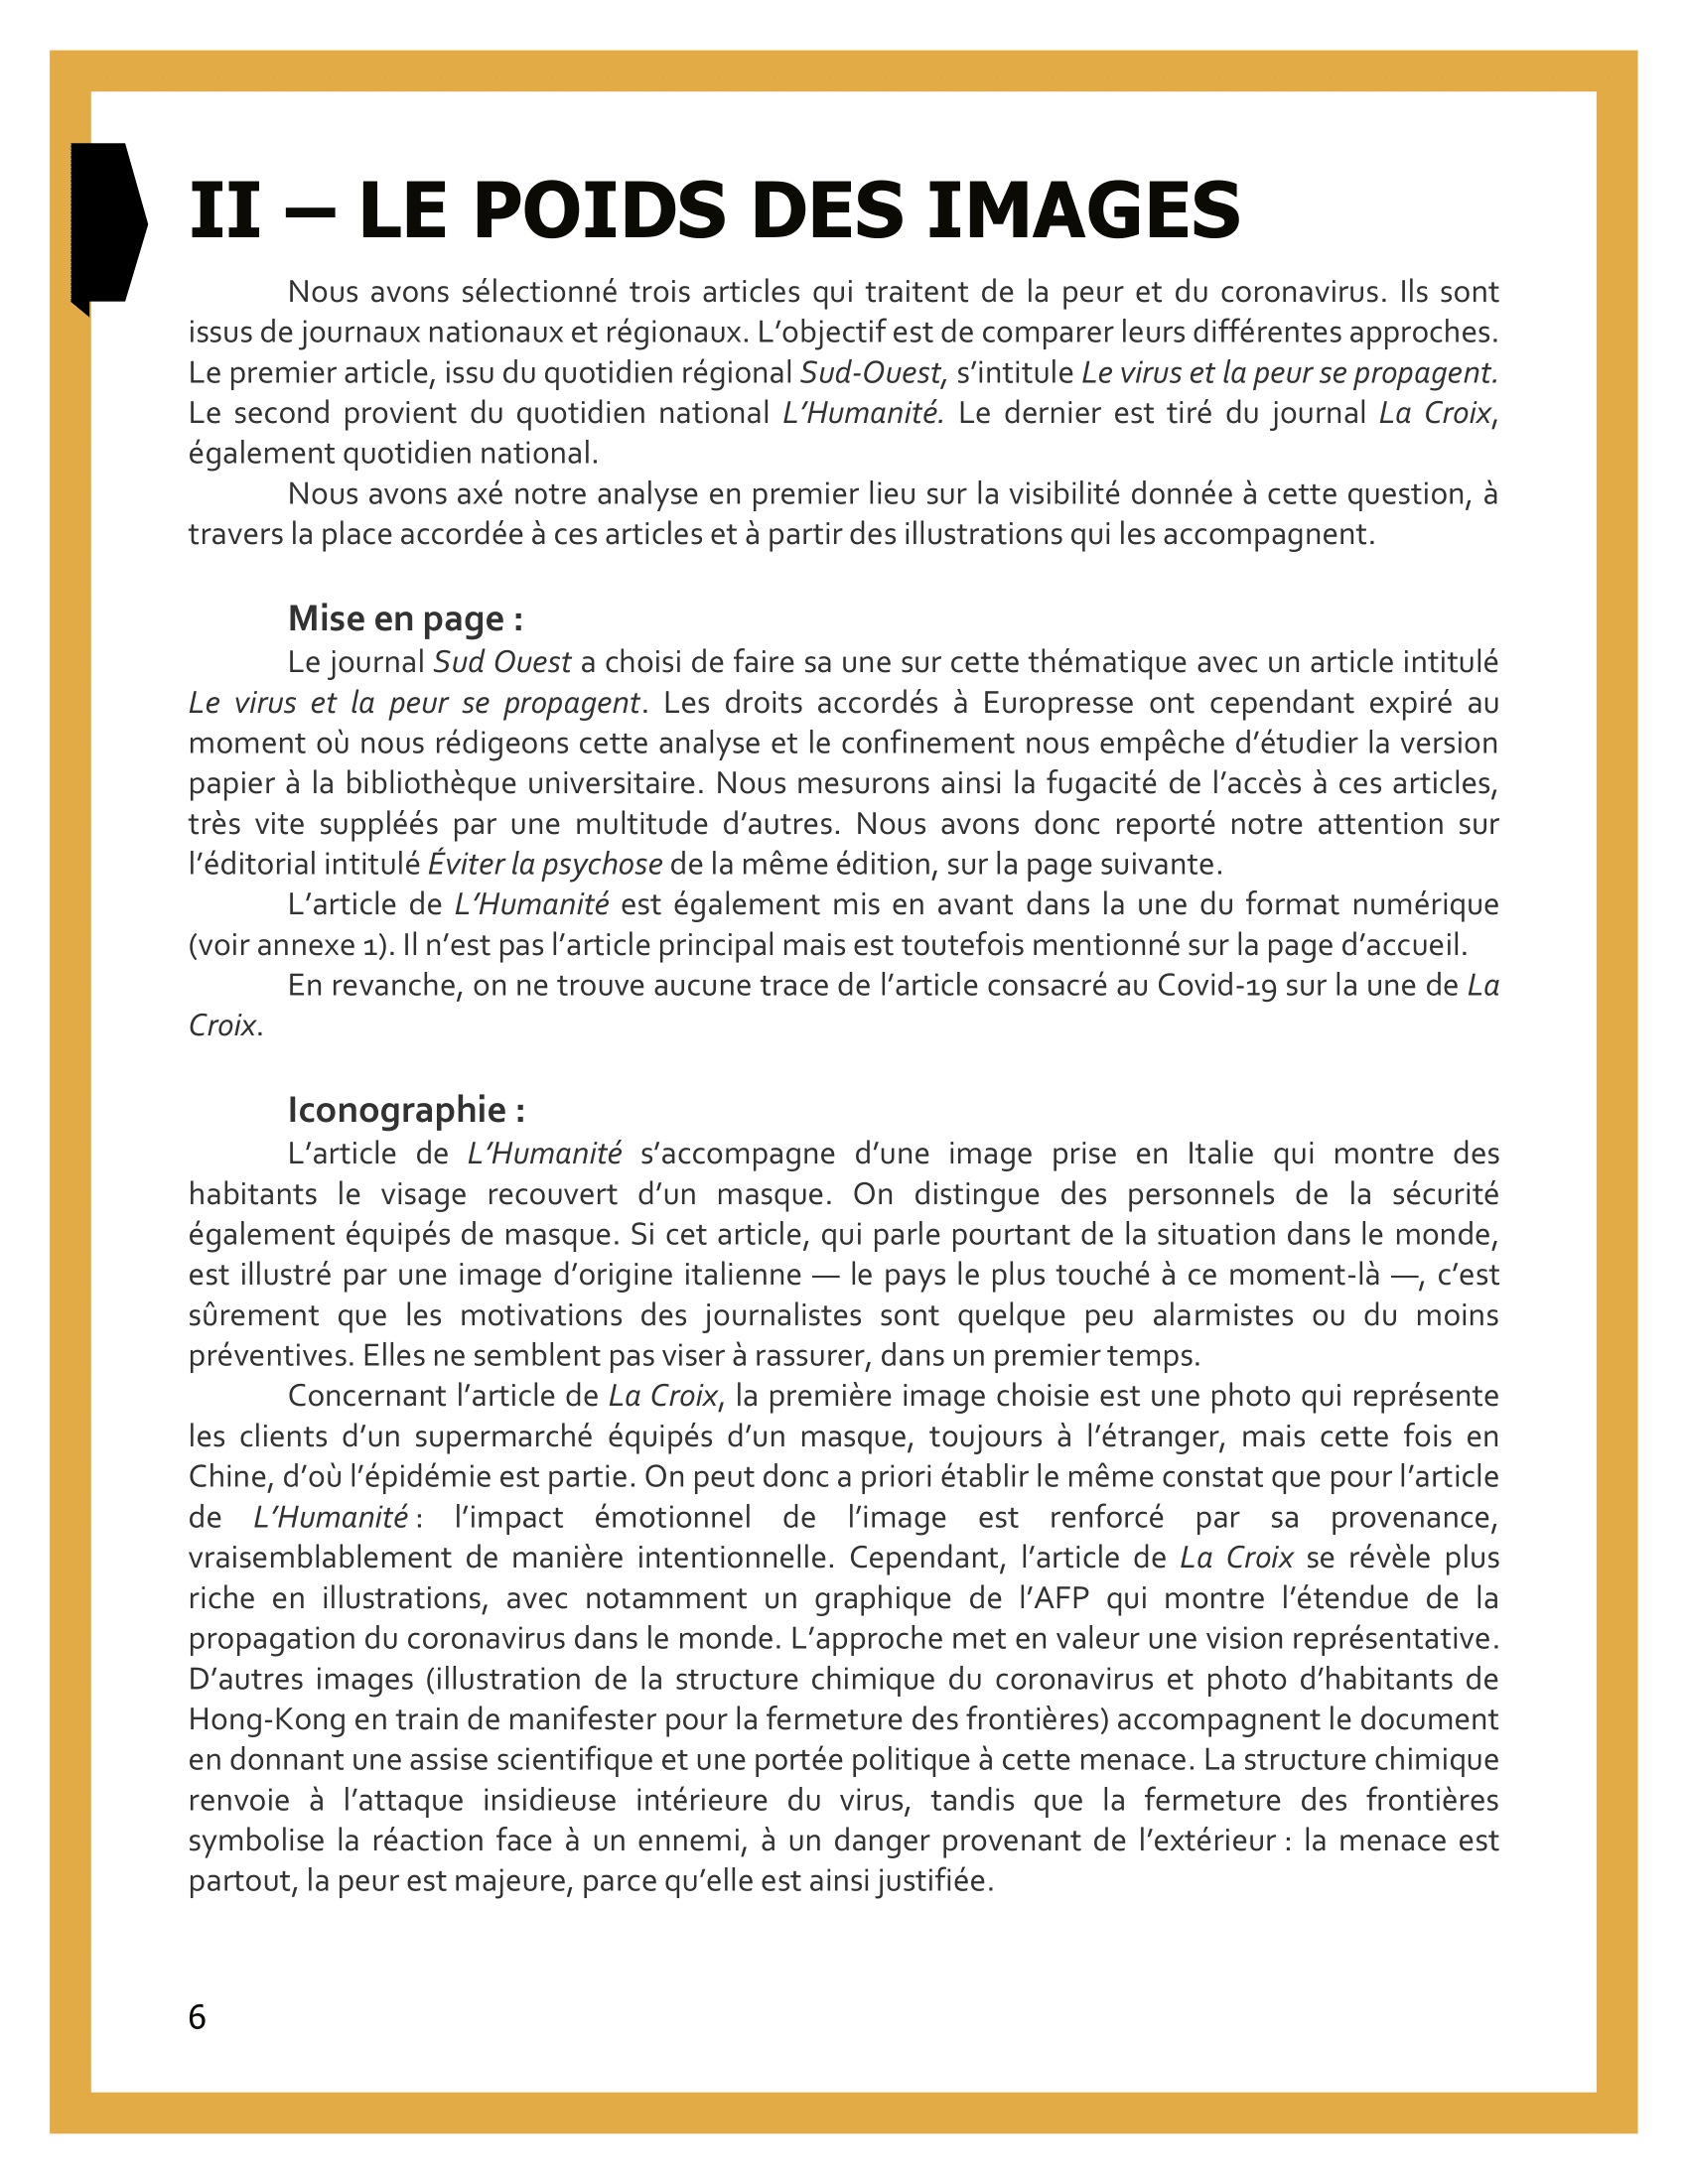 II – LE POIDS DES IMAGES
Nous avons sélectionné trois articles qui traitent de la peur et du coronavirus. Ils sont
issus de journaux nationaux et régionaux. L’objectif est de comparer leurs différentes approches.
Le premier article, issu du quotidien régional Sud-Ouest, s’intitule Le virus et la peur se propagent.
Le second provient du quotidien national L’Humanité. Le dernier est tiré du journal La Croix,
également quotidien national.
Nous avons axé notre analyse en premier lieu sur la visibilité donnée à cette question, à
travers la place accordée à ces articles et à partir des illustrations qui les accompagnent.
Mise en page :
Le journal Sud Ouest a choisi de faire sa une sur cette thématique avec un article intitulé
Le virus et la peur se propagent. Les droits accordés à Europresse ont cependant expiré au
moment où nous rédigeons cette analyse et le confinement nous empêche d’étudier la version
papier à la bibliothèque universitaire. Nous mesurons ainsi la fugacité de l’accès à ces articles,
très vite suppléés par une multitude d’autres. Nous avons donc reporté notre attention sur
l’éditorial intitulé Éviter la psychose de la même édition, sur la page suivante.
L’article de L’Humanité est également mis en avant dans la une du format numérique
(voir annexe 1). Il n’est pas l’article principal mais est toutefois mentionné sur la page d’accueil.
En revanche, on ne trouve aucune trace de l’article consacré au Covid-19 sur la une de La
Croix.
Iconographie :
L’article de L’Humanité s’accompagne d’une image prise en Italie qui montre des
habitants le visage recouvert d’un masque. On distingue des personnels de la sécurité
également équipés de masque. Si cet article, qui parle pourtant de la situation dans le monde,
est illustré par une image d’origine italienne — le pays le plus touché à ce moment-là —, c’est
sûrement que les motivations des journalistes sont quelque peu alarmistes ou du moins
préventives. Elles ne semblent pas viser à rassurer, dans un premier temps.
Concernant l’article de La Croix, la première image choisie est une photo qui représente
les clients d’un supermarché équipés d’un masque, toujours à l’étranger, mais cette fois en
Chine, d’où l’épidémie est partie. On peut donc a priori établir le même constat que pour l’article
de L’Humanité : l’impact émotionnel de l’image est renforcé par sa provenance,
vraisemblablement de manière intentionnelle. Cependant, l’article de La Croix se révèle plus
riche en illustrations, avec notamment un graphique de l’AFP qui montre l’étendue de la
propagation du coronavirus dans le monde. L’approche met en valeur une vision représentative.
D’autres images (illustration de la structure chimique du coronavirus et photo d’habitants de
Hong-Kong en train de manifester pour la fermeture des frontières) accompagnent le document
en donnant une assise scientifique et une portée politique à cette menace. La structure chimique
renvoie à l’attaque insidieuse intérieure du virus, tandis que la fermeture des frontières
symbolise la réaction face à un ennemi, à un danger provenant de l’extérieur : la menace est
partout, la peur est majeure, parce qu’elle est ainsi justifiée.
6